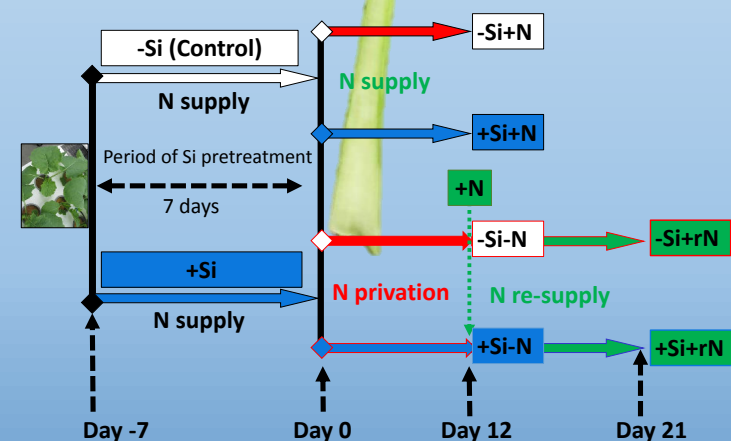 -Si (Control)
N supply
-Si+N
N supply
+Si+N
Period of Si pretreatment
7 days
+N
+Si
N supply
-Si-N
-Si+rN
N privation
N re-supply
+Si-N
+Si+rN
Day -7
Day 0
Day 12
Day 21